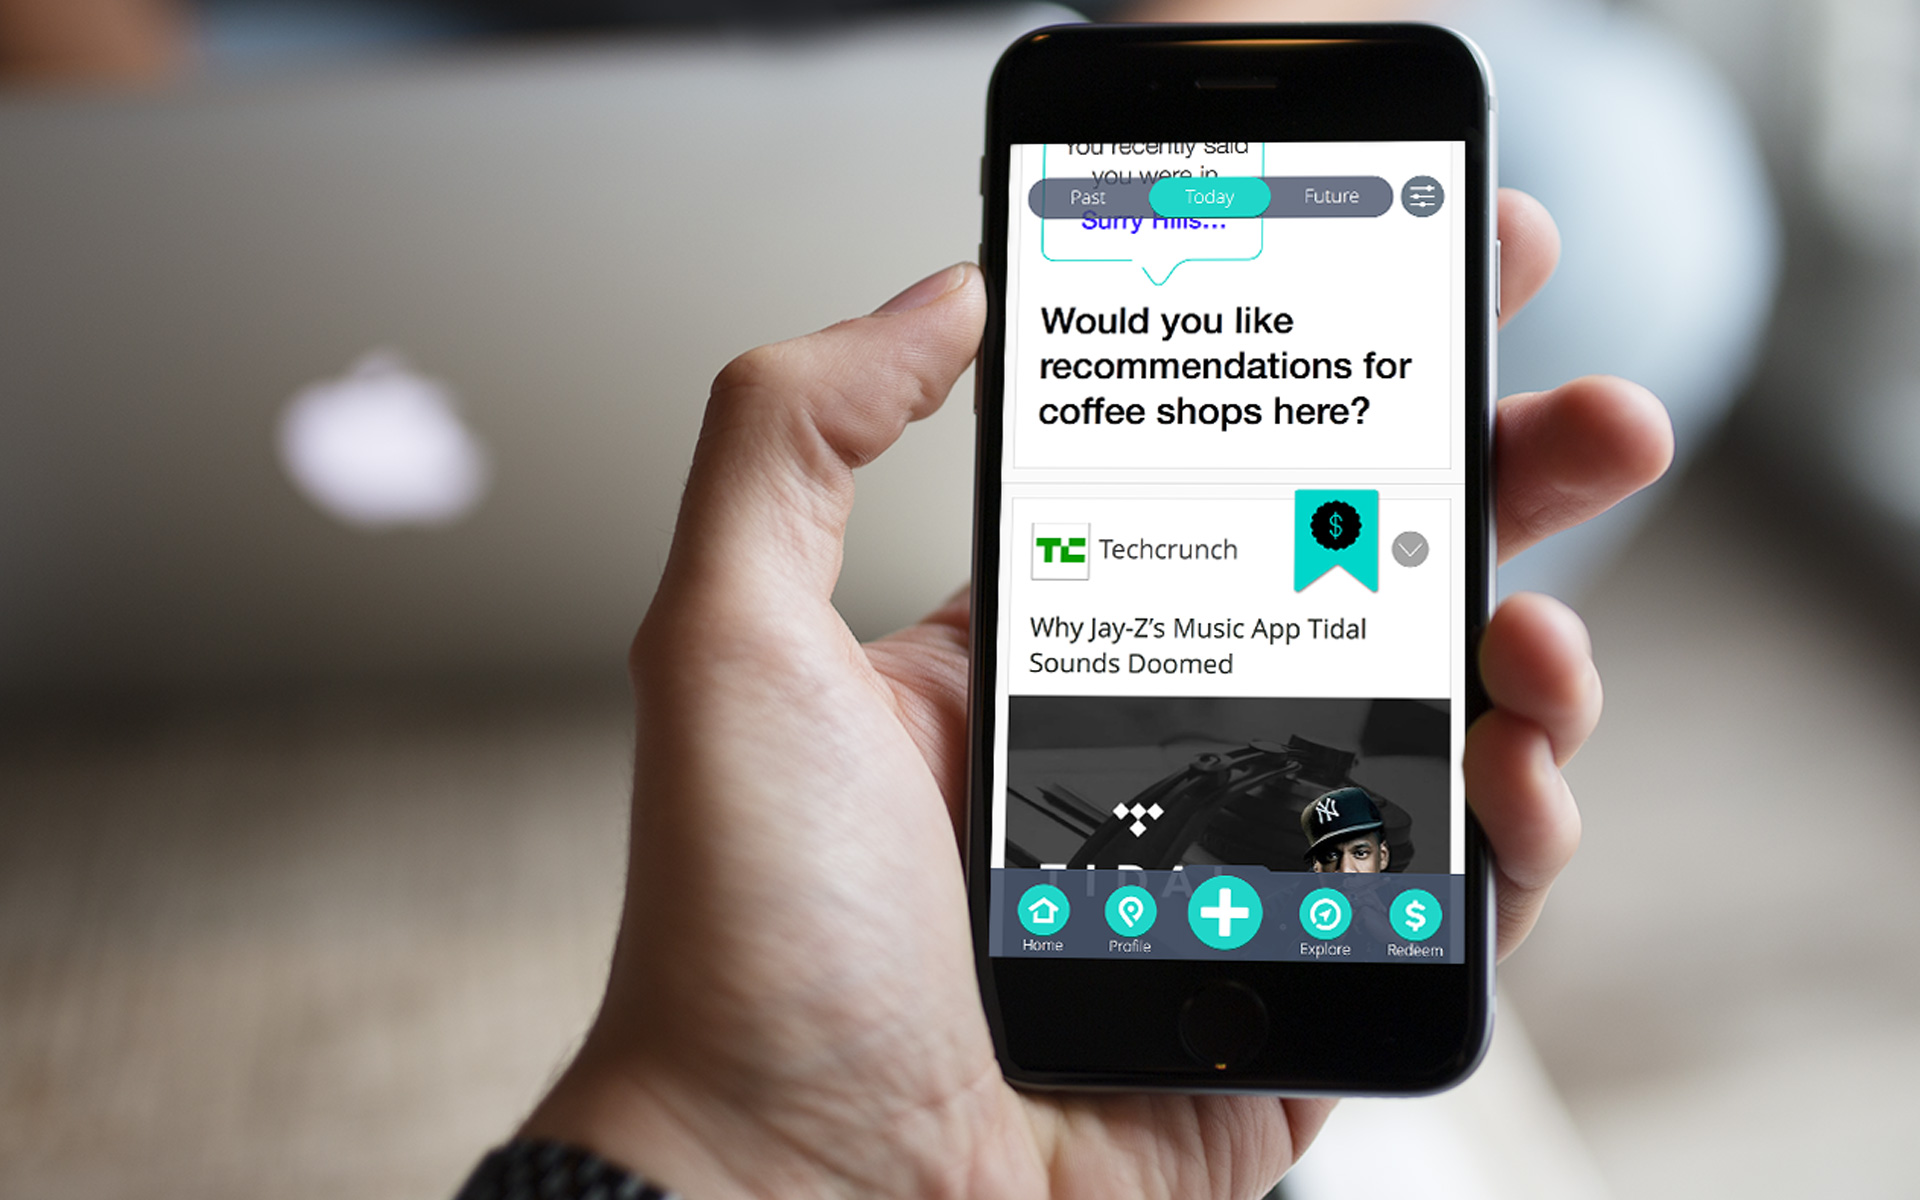 You recently said
you were in
Past Today Future
Surry Hills...
Would you like
recommendations for
coffee shops here?
$
TC Techcrunch
Why Jay-Z's Music App Tidal
Sounds Doomed
NY
TIDAL
Home Profile Explore Redeem